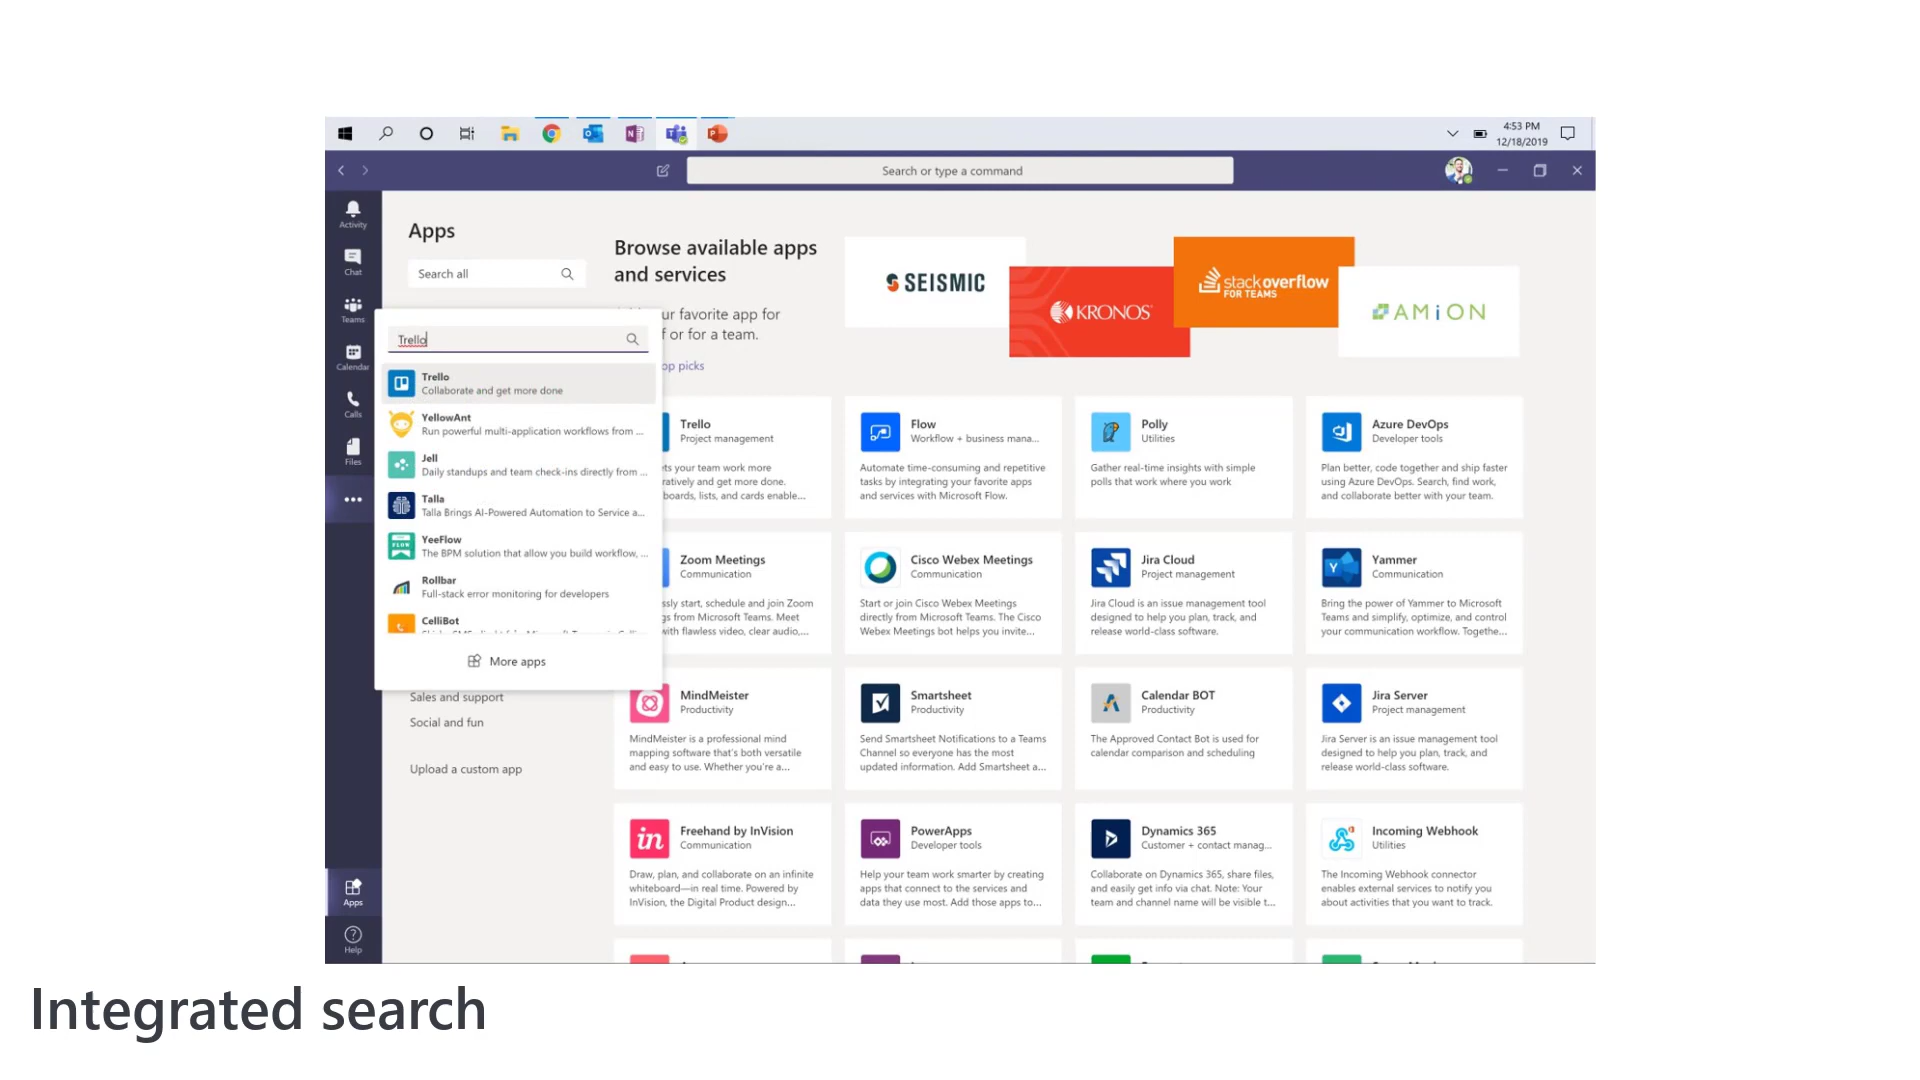 4:53 PM
12/18/2019
Search or type a command
Activity
Chat
Teams
Calendar
Calls
Files
Apps
Help
Apps
Search all
Trello
Trello
Collaborate and get more done
YellowAnt
Run powerful multi-application workflows from ...
Jell
Daily standups and team check-ins directly from ...
Talla
Talla Brings AI-Powered Automation to Service a...
YeeFlow
The BPM solution that allow you build workflow, ...
Rollbar
Full-stack error monitoring for developers
CelliBot
More apps
Sales and support
Social and fun
Upload a custom app
Browse available apps
and services
ur favorite app for
f or for a team.
op picks
SEISMIC
KRONOS
stackoverflow
FOR TEAMS
AMiON
Trello
Project management
ets your team work more
ratively and get more done.
boards, lists, and cards enable...
Flow
Workflow + business mana...
Automate time-consuming and repetitive
tasks by integrating your favorite apps
and services with Microsoft Flow.
Polly
Utilities
Gather real-time insights with simple
polls that work where you work
Azure DevOps
Developer tools
Plan better, code together and ship faster
using Azure DevOps. Search, find work,
and collaborate better with your team.
Zoom Meetings
Communication
ssly start, schedule and join Zoom
gs from Microsoft Teams. Meet
with flawless video, clear audio,...
Cisco Webex Meetings
Communication
Start or join Cisco Webex Meetings
directly from Microsoft Teams. The Cisco
Webex Meetings bot helps you invite...
Jira Cloud
Project management
Jira Cloud is an issue management tool
designed to help you plan, track, and
release world-class software.
Yammer
Communication
Bring the power of Yammer to Microsoft
Teams and simplify, optimize, and control
your communication workflow. Togethe...
MindMeister
Productivity
MindMeister is a professional mind
mapping software that's both versatile
and easy to use. Whether you're a...
Smartsheet
Productivity
Send Smartsheet Notifications to a Teams
Channel so everyone has the most
updated information. Add Smartsheet a...
Calendar BOT
Productivity
The Approved Contact Bot is used for
calendar comparison and scheduling
Jira Server
Project management
Jira Server is an issue management tool
designed to help you plan, track, and
release world-class software.
in
Freehand by InVision
Communication
Draw, plan, and collaborate on an infinite
whiteboard—in real time. Powered by
InVision, the Digital Product design...
PowerApps
Developer tools
Help your team work smarter by creating
apps that connect to the services and
data they use most. Add those apps to...
Dynamics 365
Customer + contact manag...
Collaborate on Dynamics 365, share files,
and easily get info via chat. Note: Your
team and channel name will be visible t...
Incoming Webhook
Utilities
The Incoming Webhook connector
enables external services to notify you
about activities that you want to track.
Integrated search